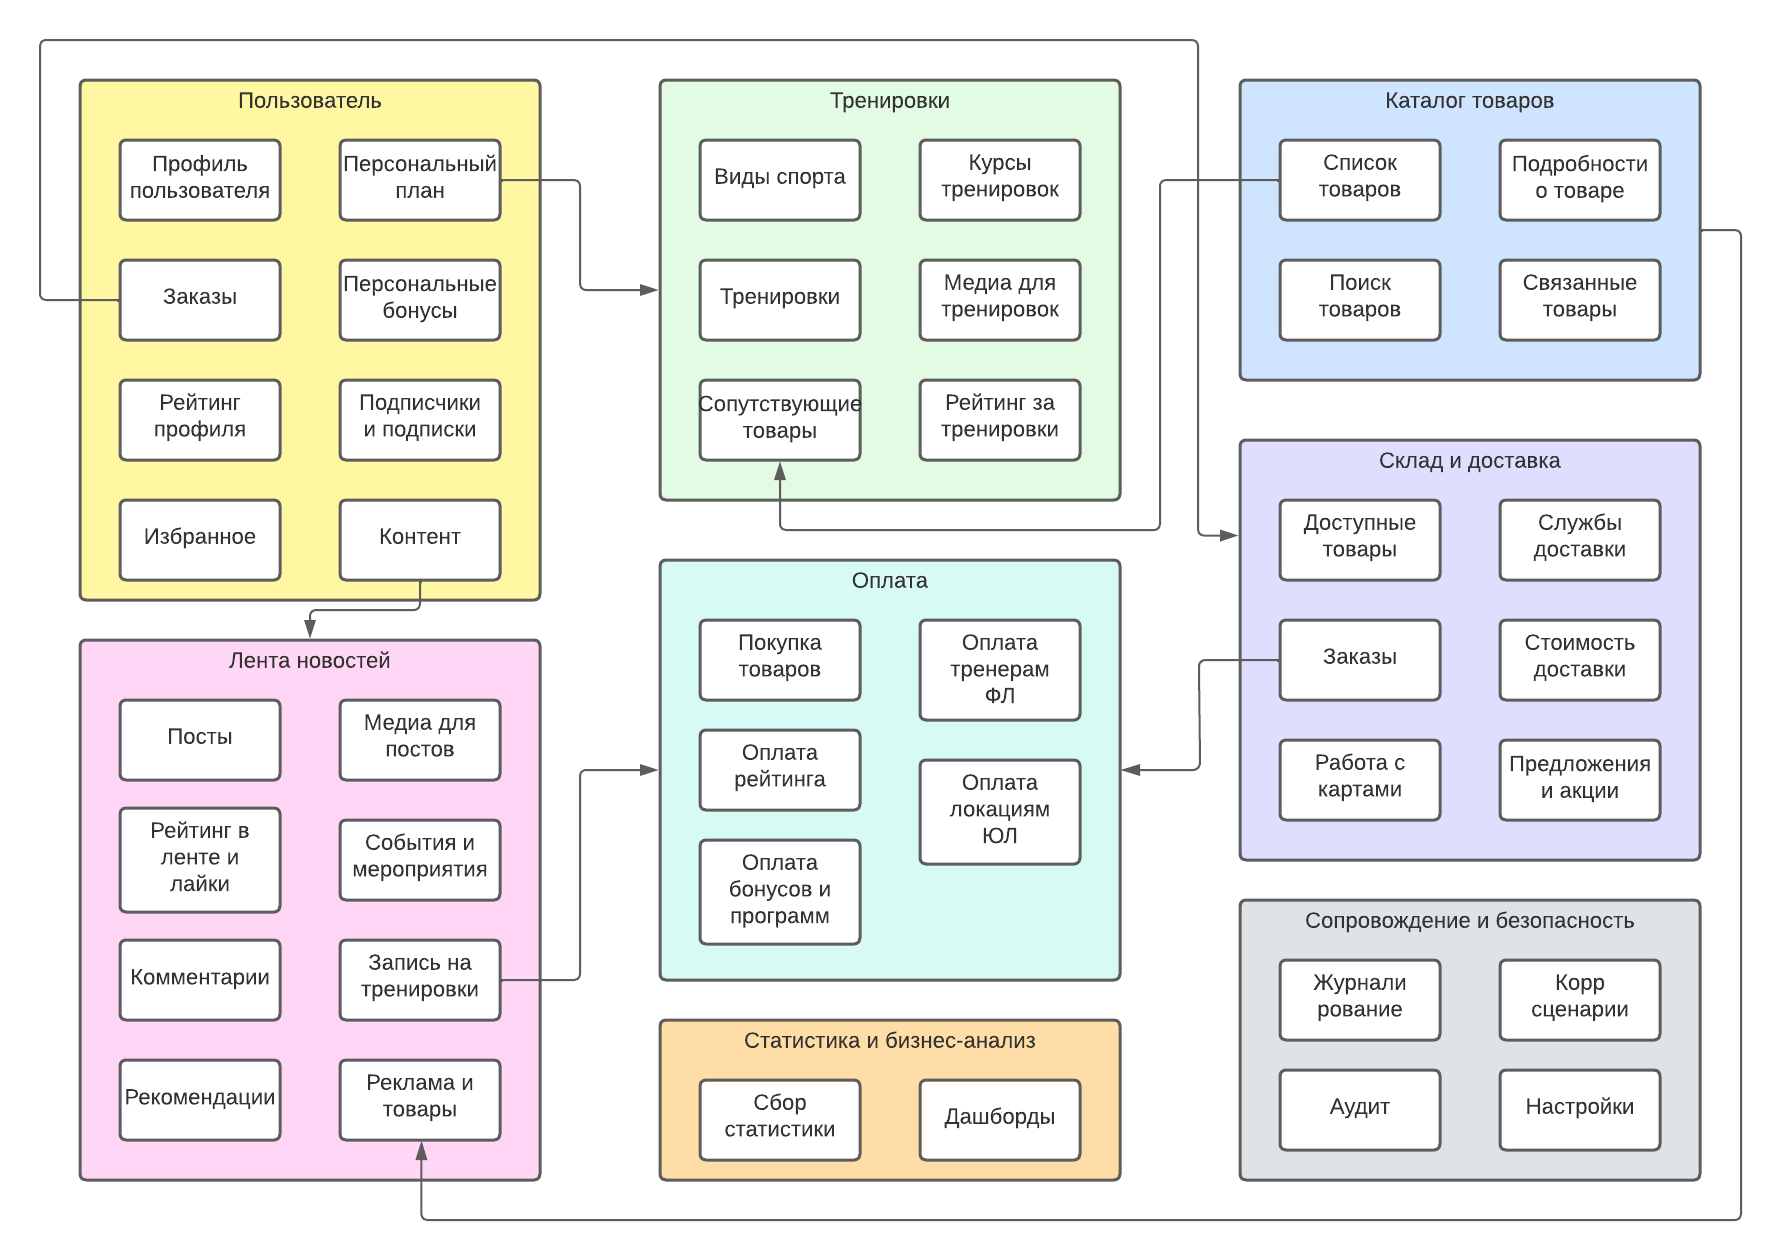 Пользователь
Профиль
пользователя
Персональный
план
Заказы
Персональные
бонусы
Рейтинг
профиля
Подписчики
и подписки
Избранное
Контент
Тренировки
Виды спорта
Курсы
тренировок
Тренировки
Медиа для
тренировок
Сопутствующие
товары
Рейтинг за
тренировки
Каталог товаров
Список
товаров
Подробности
о товаре
Поиск
товаров
Связанные
товары
Склад и доставка
Доступные
товары
Службы
доставки
Заказы
Стоимость
доставки
Работа с
картами
Предложения
и акции
Лента новостей
Посты
Медиа для
постов
Рейтинг в
ленте и
лайки
События и
мероприятия
Комментарии
Запись на
тренировки
Рекомендации
Реклама и
товары
Оплата
Покупка
товаров
Оплата
тренерам
ФЛ
Оплата
рейтинга
Оплата
локациям
ЮЛ
Оплата
бонусов и
программ
Статистика и бизнес-анализ
Сбор
статистики
Дашборды
Сопровождение и безопасность
Журнали
рование
Корр
сценарии
Аудит
Настройки